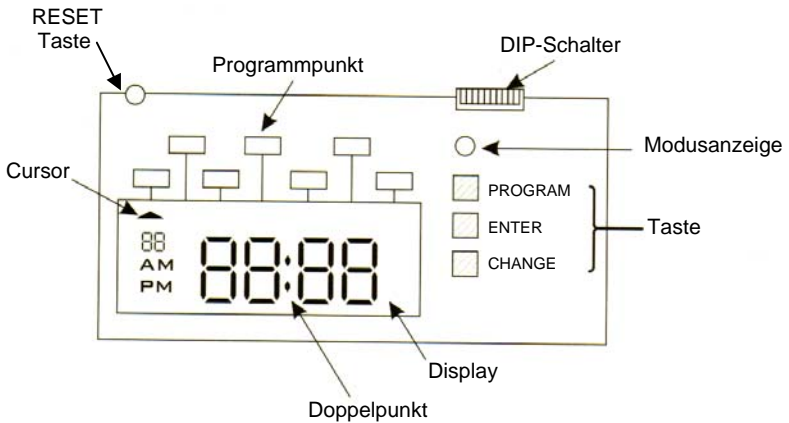 RESET
Taste
DIP-Schalter
Programmpunkt
Modusanzeige
Cursor
PROGRAM
ENTER
Taste
CHANGE
88
AM
PM
88:88
Display
Doppelpunkt